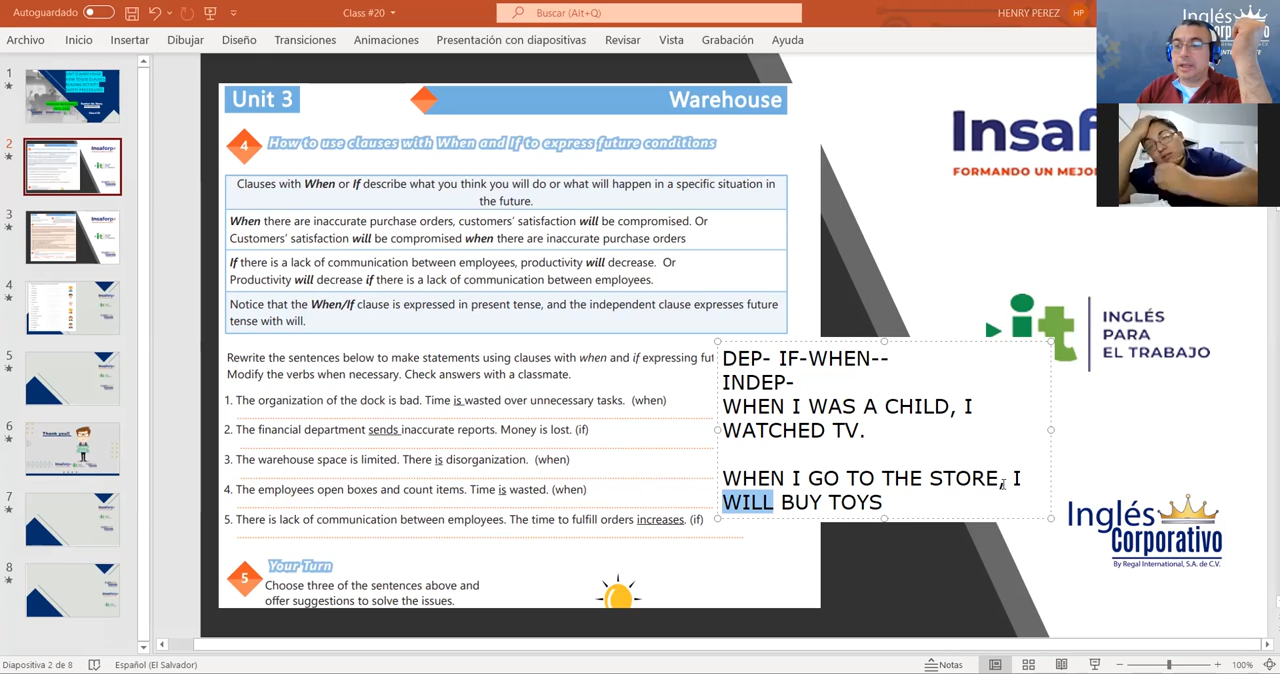 Autoguardado
Class #20
Buscar (Alt+Q)
HENRY PEREZ
HP
Archivo
Inicio
Insertar
Dibujar
Diseño
Transiciones
Animaciones
Presentación con diapositivas
Revisar
Vista
Grabación
Ayuda
1
2
3
4
5
6
7
8
Unit 3
Warehouse
4
How to use clauses with When and If to express future conditions
Clauses with When or If describe what you think you will do or what will happen in a specific situation in
the future.
When there are inaccurate purchase orders, customers' satisfaction will be compromised. Or
Customers' satisfaction will be compromised when there are inaccurate purchase orders
If there is a lack of communication between employees, productivity will decrease. Or
Productivity will decrease if there is a lack of communication between employees.
Notice that the When/If clause is expressed in present tense, and the independent clause expresses future
tense with will.
Rewrite the sentences below to make statements using clauses with when and if expressing fut
Modify the verbs when necessary. Check answers with a classmate.
1. The organization of the dock is bad. Time is wasted over unnecessary tasks. (when)
2. The financial department sends inaccurate reports. Money is lost. (if)
3. The warehouse space is limited. There is disorganization. (when)
4. The employees open boxes and count items. Time is wasted. (when)
5. There is lack of communication between employees. The time to fulfill orders increases. (if)
5
Your Turn
Choose three of the sentences above and
offer suggestions to solve the issues.
DEP- IF-WHEN--
INDEP-
WHEN I WAS A CHILD, I
WATCHED TV.
WHEN I GO TO THE STORE, I
WILL BUY TOYS
Insaf
FORMANDO UN MEJO
it
INGLÉS
PARA
EL TRABAJO
Inglés
Corporativo
By Regal International, S.A. de C.V.
Inglés
Thank you!!
Diapositiva 2 de 8
Español (El Salvador)
Notas
100%